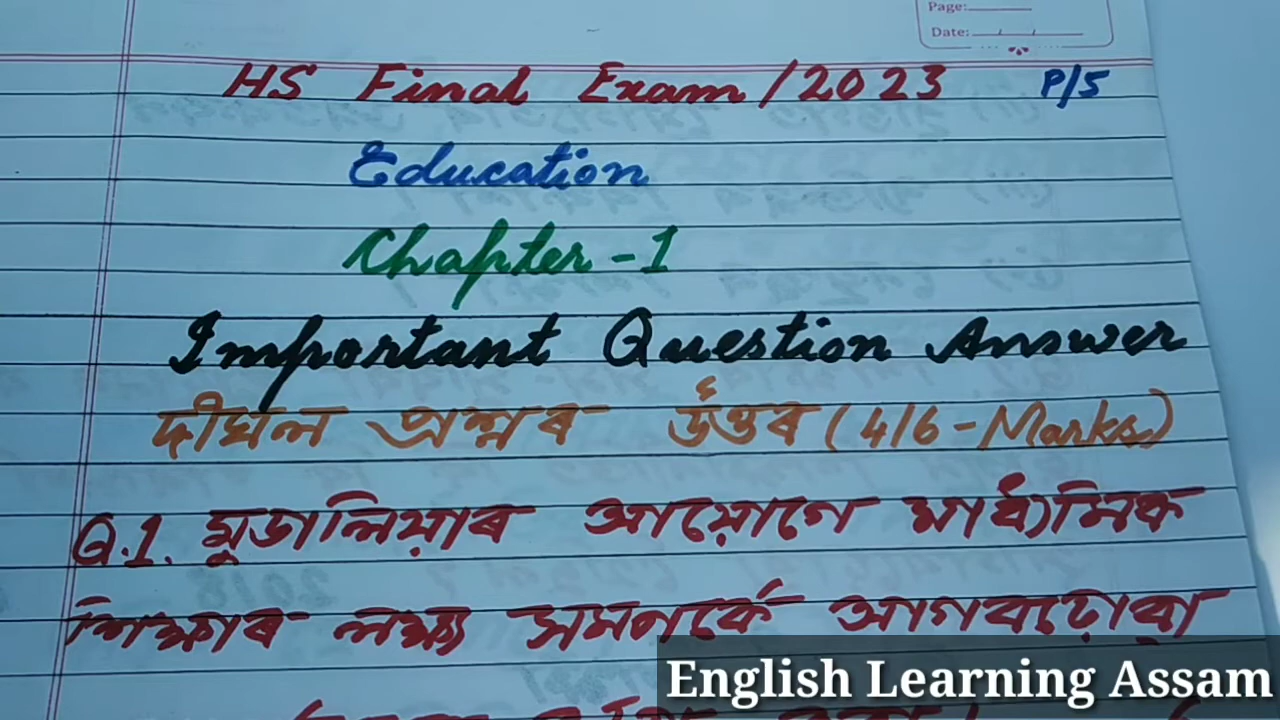 Page:
Date:
HS Final Exam/2023 P/5
Education
Chapter-1
Important Question Answer
দীঘল প্ৰশ্নৰ উত্তৰ (4/6-Marks)
Q.1. মুডালিয়াৰ আয়োগে মাধ্যমিক
শিক্ষাৰ লক্ষ্য সম্পৰ্কে আগবঢ়োৱা
English Learning Assam